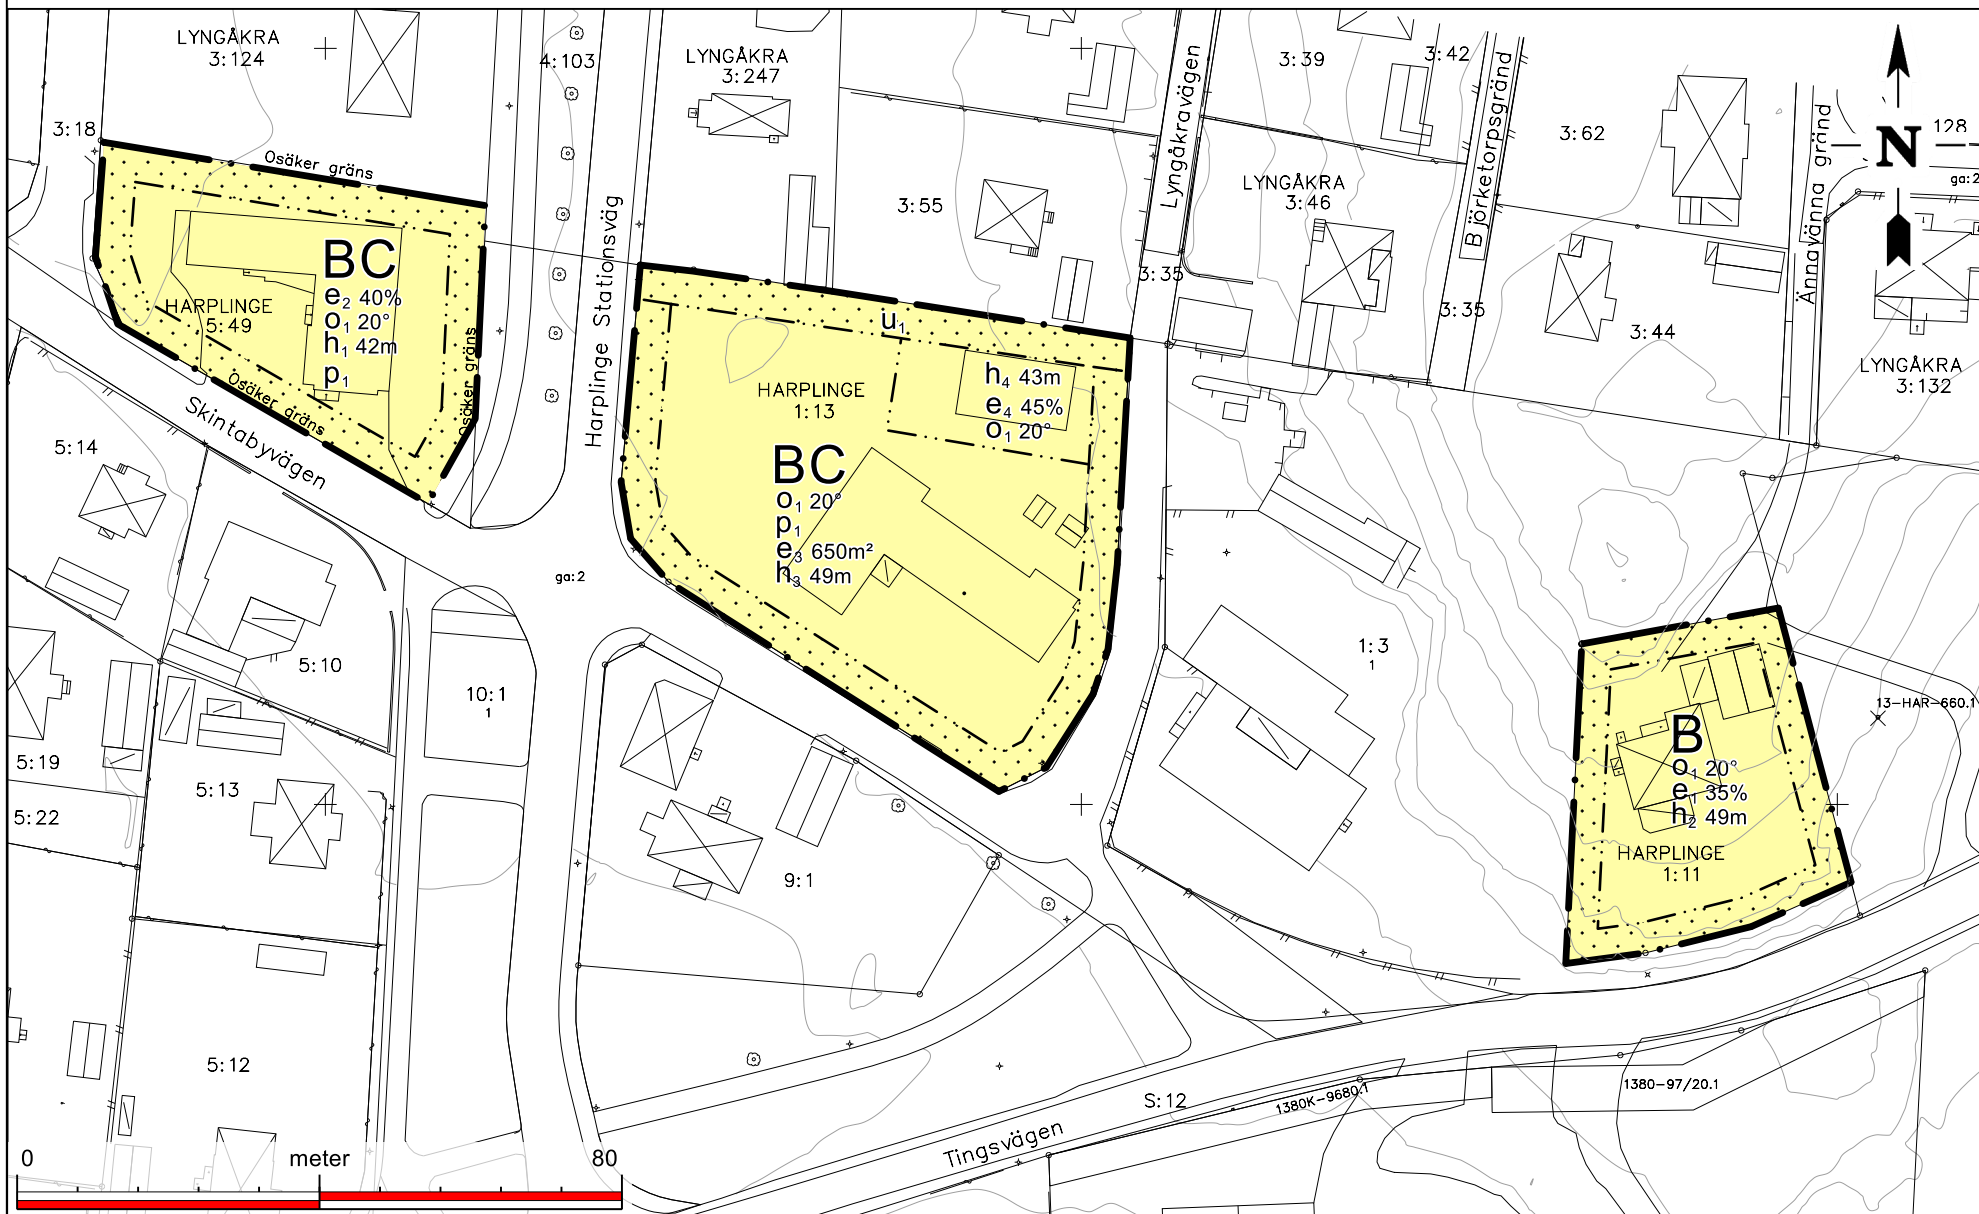 LYNGÅKRA
3:124
4:103
LYNGÅKRA
3:247
Lyngåkravägen
3:39
3:42
Björketorpsgränd
3:62
Ännavänna gränd
N
128
ga:2
3:18
Osäker gräns
3:55
LYNGÅKRA
3:46
Harplinge Stationsväg
BC
e₂ 40%
o₁ 20°
h₁ 42m
p₁
HARPLINGE
5:49
Osäker gräns
Osäker gräns
3:35
3:35
3:44
LYNGÅKRA
3:132
u₁
HARPLINGE
1:13
h₄ 43m
e₄ 45%
o₁ 20°
BC
o₁ 20°
p₁
e₃ 650m²
h₃ 49m
Skintabyvägen
5:14
ga:2
5:10
10:1
1
1:3
1
5:19
5:13
5:22
13-HAR-660.1
B
o₁ 20°
e₁ 35%
h₂ 49m
HARPLINGE
1:11
9:1
5:12
S:12
1380K-9680.1
1380-97/20.1
Tingsvägen
0 meter 80